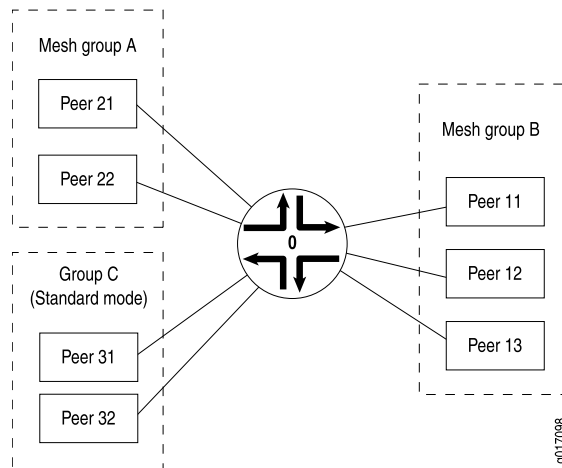 Mesh group A
Peer 21
Peer 22
Group C
(Standard mode)
Peer 31
Peer 32
0
Mesh group B
Peer 11
Peer 12
Peer 13
g017098